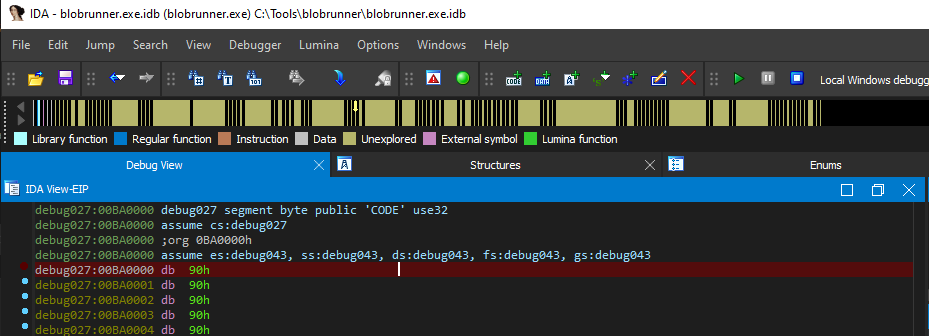 IDA - blobrunner.exe.idb (blobrunner.exe) C:\Tools\blobrunner\blobrunner.exe.idb
File Edit Jump Search View Debugger Lumina Options Windows Help
Local Windows debugg
Library function Regular function Instruction Data Unexplored External symbol Lumina function
Debug View Structures Enums
IDA View-EIP
debug027:00BA0000 debug027 segment byte public 'CODE' use32
debug027:00BA0000 assume cs:debug027
debug027:00BA0000 ;org 0BA0000h
debug027:00BA0000 assume es:debug043, ss:debug043, ds:debug043, fs:debug043, gs:debug043
debug027:00BA0000 db 90h
debug027:00BA0001 db 90h
debug027:00BA0002 db 90h
debug027:00BA0003 db 90h
debug027:00BA0004 db 90h